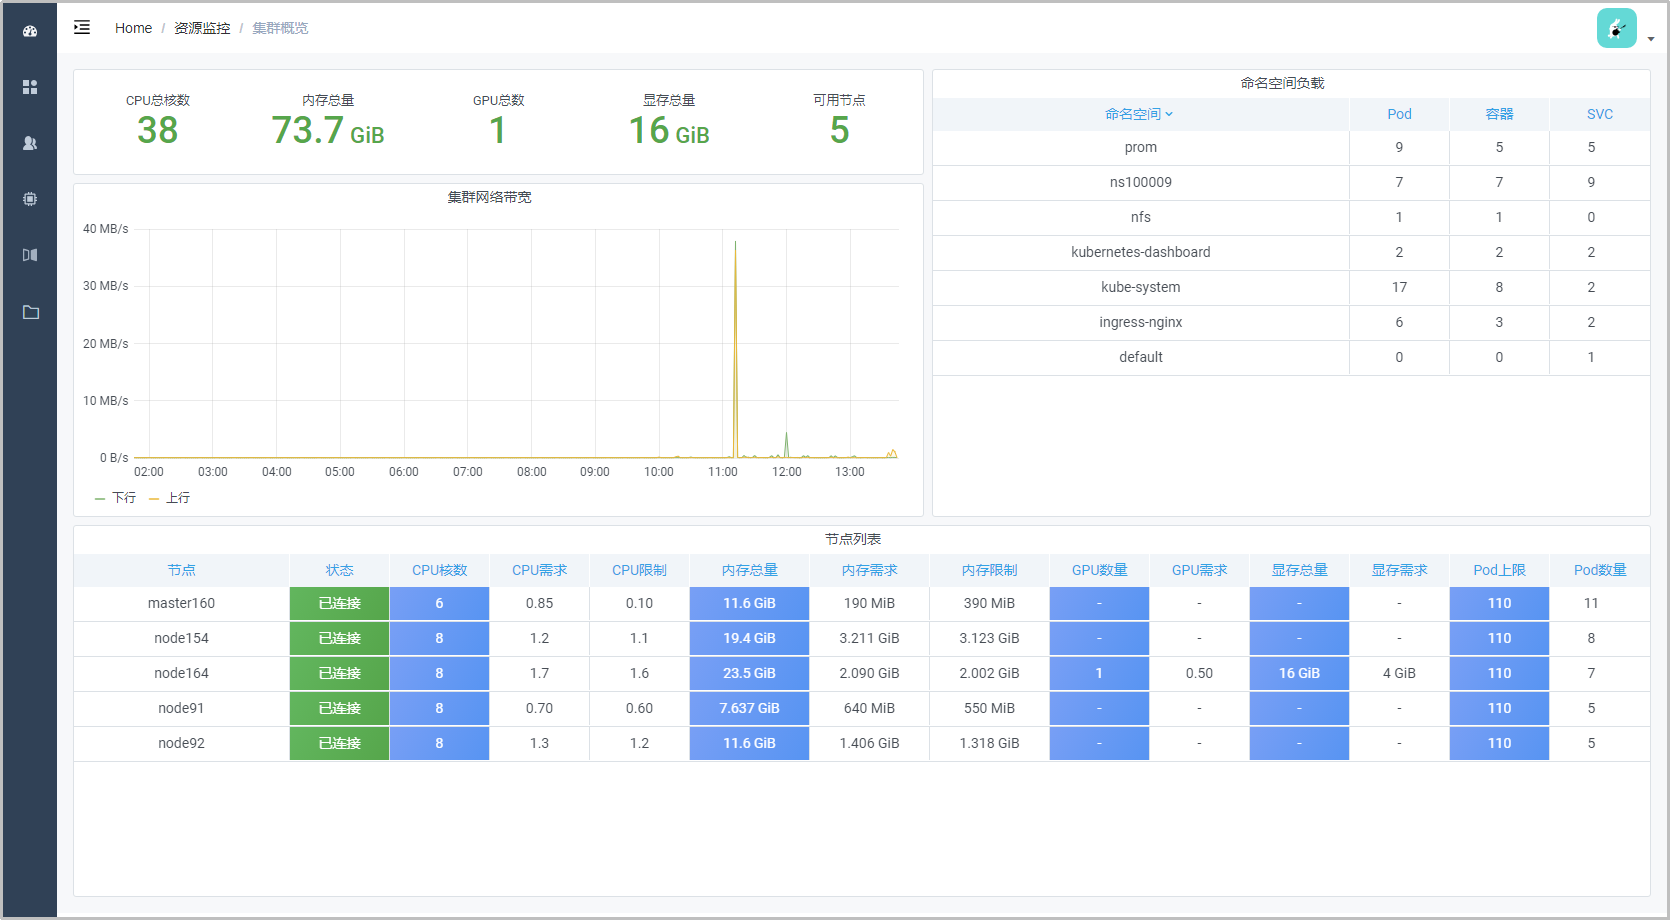 Home / 资源监控 / 集群概览
CPU总核数 内存总量 GPU总数 显存总量 可用节点
38 73.7 GiB 1 16 GiB 5
集群网络带宽
40 MB/s
30 MB/s
20 MB/s
10 MB/s
0 B/s
02:00 03:00 04:00 05:00 06:00 07:00 08:00 09:00 10:00 11:00 12:00 13:00
下行 上行
命名空间负载
命名空间 Pod 容器 SVC
prom 9 5 5
ns100009 7 7 9
nfs 1 1 0
kubernetes-dashboard 2 2 2
kube-system 17 8 2
ingress-nginx 6 3 2
default 0 0 1
节点列表
节点 状态 CPU核数 CPU需求 CPU限制 内存总量 内存需求 内存限制 GPU数量 GPU需求 显存总量 显存需求 Pod上限 Pod数量
master160 已连接 6 0.85 0.10 11.6 GiB 190 MiB 390 MiB - - - - 110 11
node154 已连接 8 1.2 1.1 19.4 GiB 3.211 GiB 3.123 GiB - - - - 110 8
node164 已连接 8 1.7 1.6 23.5 GiB 2.090 GiB 2.002 GiB 1 0.50 16 GiB 4 GiB 110 7
node91 已连接 8 0.70 0.60 7.637 GiB 640 MiB 550 MiB - - - - 110 5
node92 已连接 8 1.3 1.2 11.6 GiB 1.406 GiB 1.318 GiB - - - - 110 5